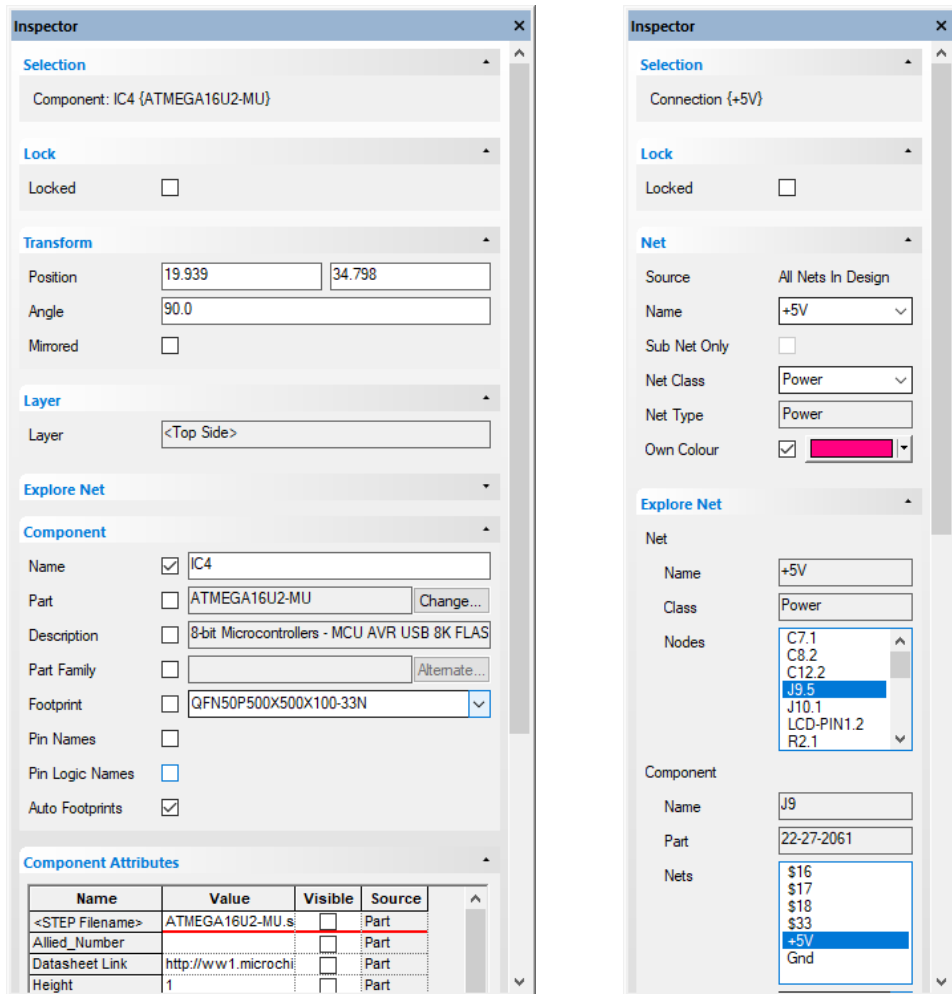 Inspector
Selection
Component: IC4 {ATMEGA16U2-MU}
Lock
Locked
Transform
Position 19.939 34.798
Angle 90.0
Mirrored
Layer
Layer <Top Side>
Explore Net
Component
Name IC4
Part ATMEGA16U2-MU Change...
Description 8-bit Microcontrollers - MCU AVR USB 8K FLAS
Part Family Alternate...
Footprint QFN50P500X500X100-33N
Pin Names
Pin Logic Names
Auto Footprints
Component Attributes
Name Value Visible Source
<STEP Filename> ATMEGA16U2-MU.s Part
Allied_Number Part
Datasheet Link http://ww1.microchi Part
Height 1 Part
Inspector
Selection
Connection {+5V}
Lock
Locked
Net
Source All Nets In Design
Name +5V
Sub Net Only
Net Class Power
Net Type Power
Own Colour
Explore Net
Net
Name +5V
Class Power
Nodes C7.1
C8.2
C12.2
J9.5
J10.1
LCD-PIN1.2
R2.1
Component
Name J9
Part 22-27-2061
Nets $16
$17
$18
$33
+5V
Gnd